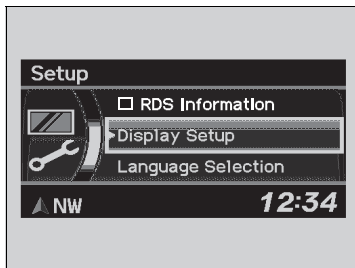 Setup
RDS Information
Display Setup
Language Selection
NW
12:34